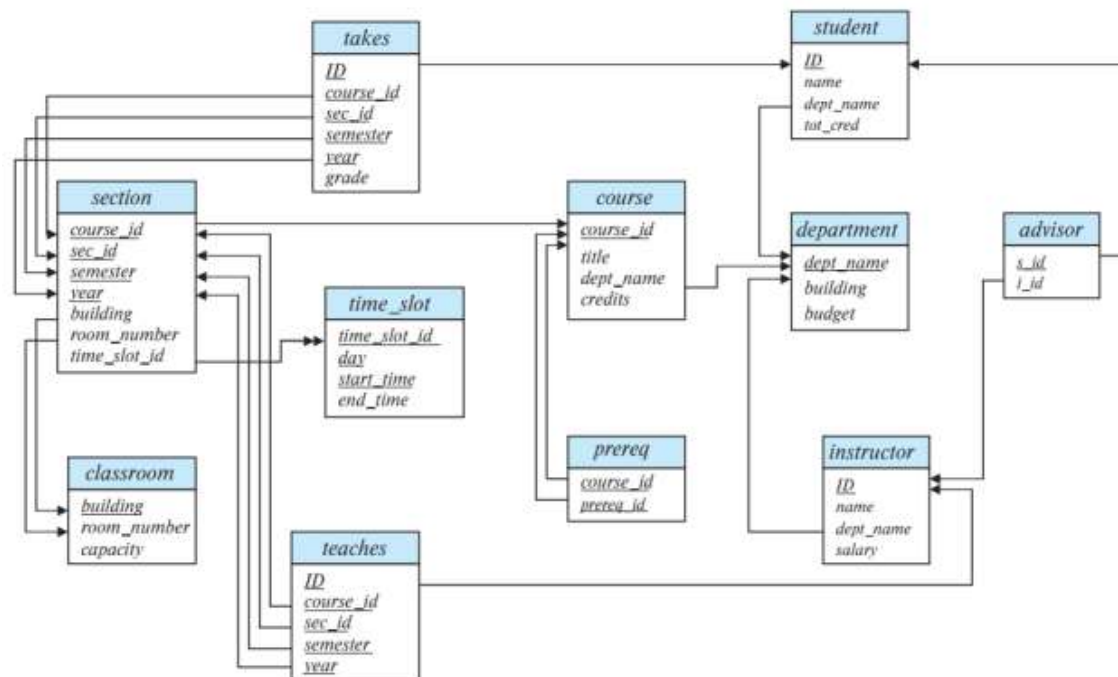 takes
ID
course_id
sec_id
semester
year
grade
student
ID
name
dept_name
tot_cred
section
course_id
sec_id
semester
year
building
room_number
time_slot_id
course
course_id
title
dept_name
credits
department
dept_name
building
budget
advisor
s_id
i_id
time_slot
time_slot_id
day
start_time
end_time
prereq
course_id
prereq_id
instructor
ID
name
dept_name
salary
classroom
building
room_number
capacity
teaches
ID
course_id
sec_id
semester
year